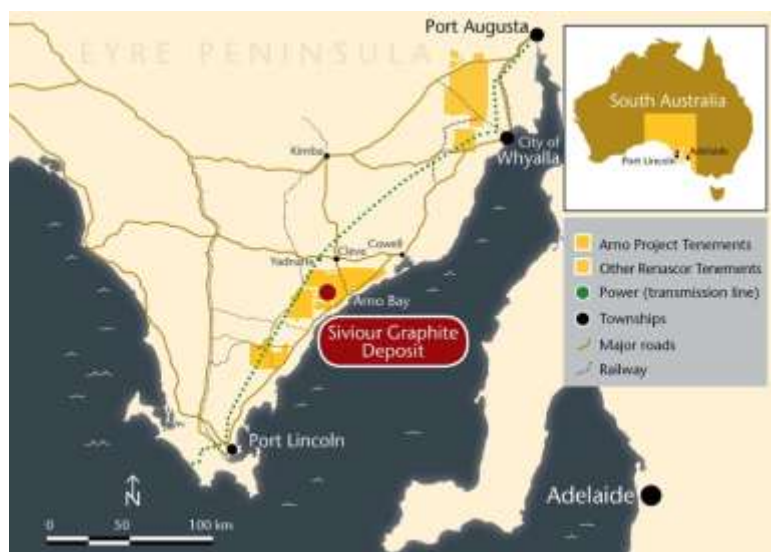 Port Augusta
EYRE PENINSULA
Kimba
City of
Whyalla
Yadnarie
Cleve
Cowell
Arno Bay
Siviour Graphite
Deposit
Port Lincoln
N
0 50 100 km
Adelaide
South Australia
Port Lincoln
Adelaide
Arno Project Tenements
Other Renascor Tenements
Power (transmission line)
Townships
Major roads
Railway